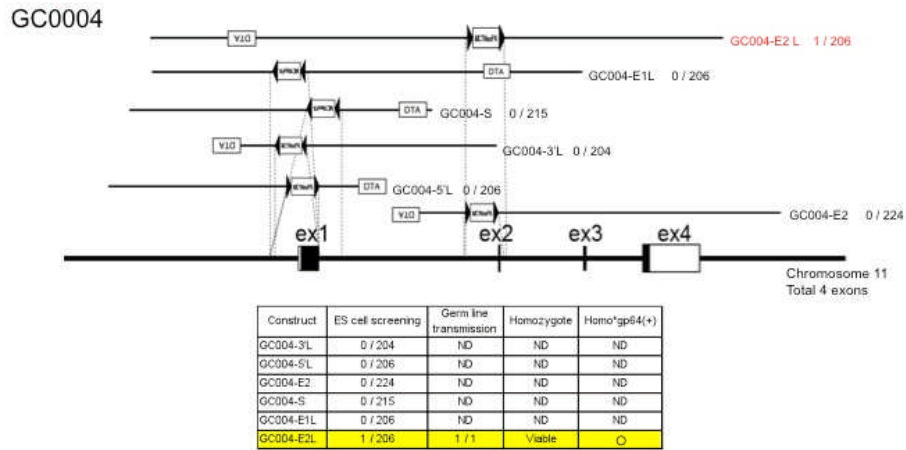 GC0004
DTA
GC004-E2 L 1 / 206
DTA
GC004-E1L 0 / 206
DTA
GC004-S 0 / 215
DTA
GC004-3'L 0 / 204
DTA
GC004-5'L 0 / 206
DTA
GC004-E2 0 / 224
ex1 ex2 ex3 ex4
Chromosome 11
Total 4 exons
Construct ES cell screening Germ line transmission Homozygote Homo*gp64(+)
GC004-3'L 0 / 204 ND ND ND
GC004-5'L 0 / 206 ND ND ND
GC004-E2 0 / 224 ND ND ND
GC004-S 0 / 215 ND ND ND
GC004-E1L 0 / 206 ND ND ND
GC004-E2L 1 / 206 1 / 1 Viable ○